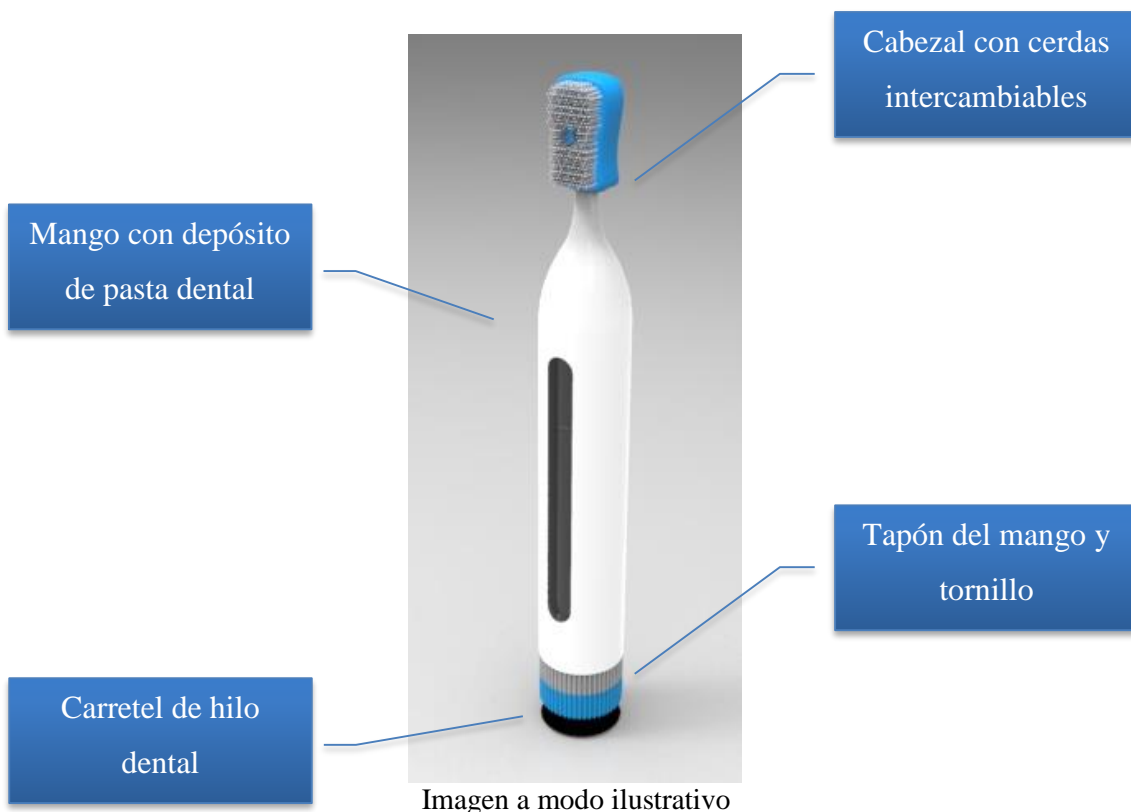 Cabezal con cerdas
intercambiables
Mango con depósito
de pasta dental
Tapón del mango y
tornillo
Carretel de hilo
dental
Imagen a modo ilustrativo